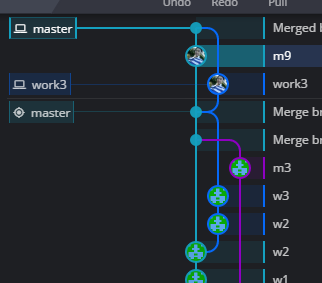 Undo Redo Pull
master Merged
m9
work3 work3
master Merge br
Merge br
m3
w3
w2
w2
w1